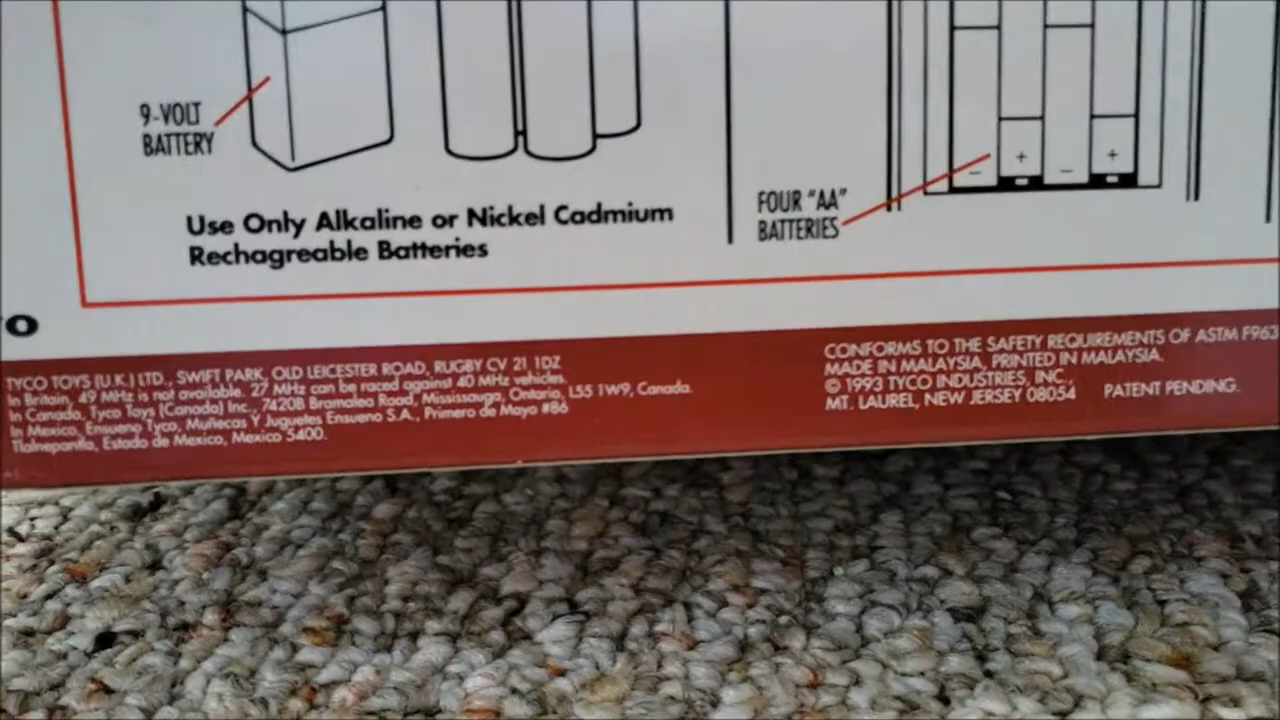 9-VOLT
BATTERY
Use Only Alkaline or Nickel Cadmium
Rechagreable Batteries
FOUR "AA"
BATTERIES
+
+
−
−
O
TYCO TOYS (U.K.) LTD., SWIFT PARK, OLD LEICESTER ROAD, RUGBY CV 21 1DZ
In Britain, 49 MHz is not available. 27 MHz can be raced against 40 MHz vehicles.
In Canada, Tyco Toys (Canada) Inc., 7420B Bramalea Road, Mississauga, Ontario, L5S 1W9, Canada.
In Mexico, Ensueno Tyco, Muñecas Y Juguetes Ensueno S.A., Primero de Mayo #86
Tlalnepantla, Estado de Mexico, Mexico 5400.
CONFORMS TO THE SAFETY REQUIREMENTS OF ASTM F963
MADE IN MALAYSIA, PRINTED IN MALAYSIA.
© 1993 TYCO INDUSTRIES, INC.,
MT. LAUREL, NEW JERSEY 08054 PATENT PENDING.